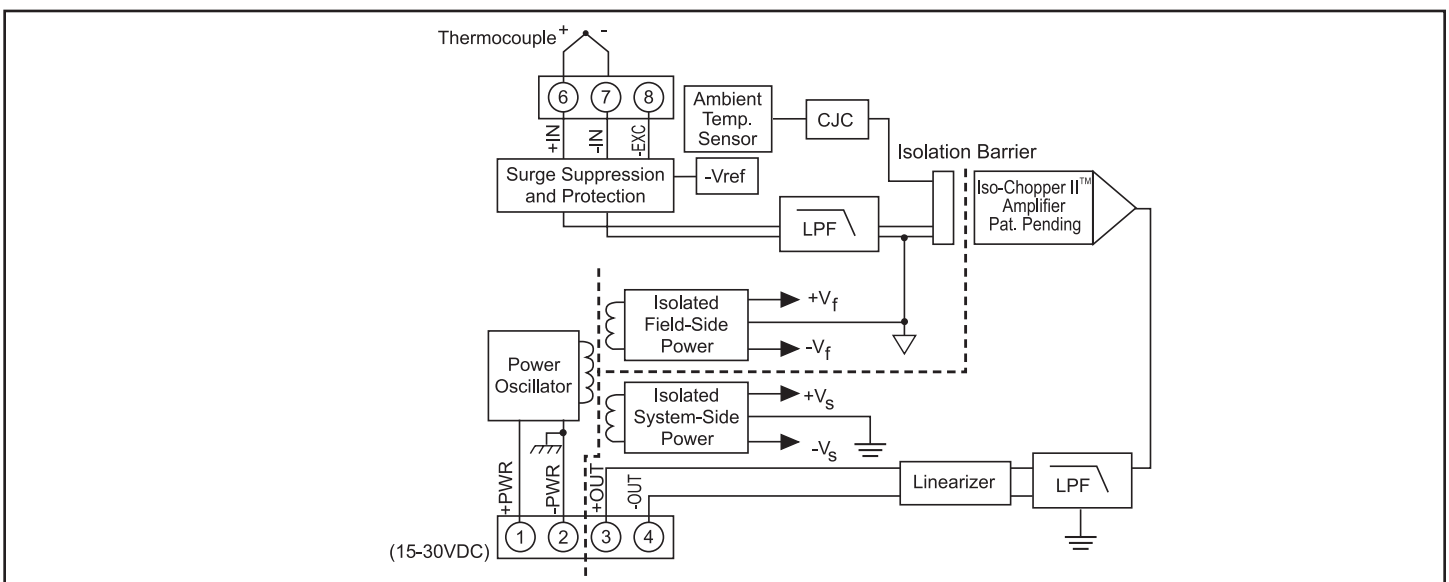 Thermocouple + -
6 7 8
+IN
-IN
-EXC
Ambient
Temp.
Sensor
CJC
Isolation Barrier
Surge Suppression
and Protection
-Vref
LPF
Iso-Chopper II™
Amplifier
Pat. Pending
Isolated
Field-Side
Power
+Vf
-Vf
Power
Oscillator
Isolated
System-Side
Power
+Vs
-Vs
+PWR
-PWR
+OUT
-OUT
Linearizer
LPF
(15-30VDC)
1 2 3 4